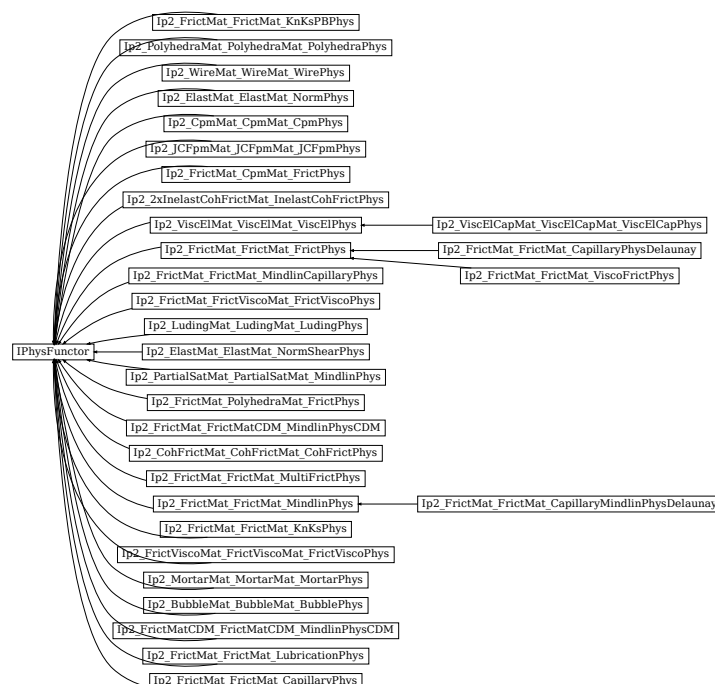 Ip2_FrictMat_FrictMat_KnKsPBPhys
Ip2_PolyhedraMat_PolyhedraMat_PolyhedraPhys
Ip2_WireMat_WireMat_WirePhys
Ip2_ElastMat_ElastMat_NormPhys
Ip2_CpmMat_CpmMat_CpmPhys
Ip2_JCFpmMat_JCFpmMat_JCFpmPhys
Ip2_FrictMat_CpmMat_FrictPhys
Ip2_2xInelastCohFrictMat_InelastCohFrictPhys
Ip2_ViscElMat_ViscElMat_ViscElPhys
Ip2_ViscElCapMat_ViscElCapMat_ViscElCapPhys
Ip2_FrictMat_FrictMat_FrictPhys
Ip2_FrictMat_FrictMat_CapillaryPhysDelaunay
Ip2_FrictMat_FrictMat_ViscoFrictPhys
Ip2_FrictMat_FrictMat_MindlinCapillaryPhys
Ip2_FrictMat_FrictViscoMat_FrictViscoPhys
Ip2_LudingMat_LudingMat_LudingPhys
IPhysFunctor
Ip2_ElastMat_ElastMat_NormShearPhys
Ip2_PartialSatMat_PartialSatMat_MindlinPhys
Ip2_FrictMat_PolyhedraMat_FrictPhys
Ip2_FrictMat_FrictMatCDM_MindlinPhysCDM
Ip2_CohFrictMat_CohFrictMat_CohFrictPhys
Ip2_FrictMat_FrictMat_MultiFrictPhys
Ip2_FrictMat_FrictMat_MindlinPhys
Ip2_FrictMat_FrictMat_CapillaryMindlinPhysDelaunay
Ip2_FrictMat_FrictMat_KnKsPhys
Ip2_FrictViscoMat_FrictViscoMat_FrictViscoPhys
Ip2_MortarMat_MortarMat_MortarPhys
Ip2_BubbleMat_BubbleMat_BubblePhys
Ip2_FrictMatCDM_FrictMatCDM_MindlinPhysCDM
Ip2_FrictMat_FrictMat_LubricationPhys
Ip2_FrictMat_FrictMat_CapillaryPhys